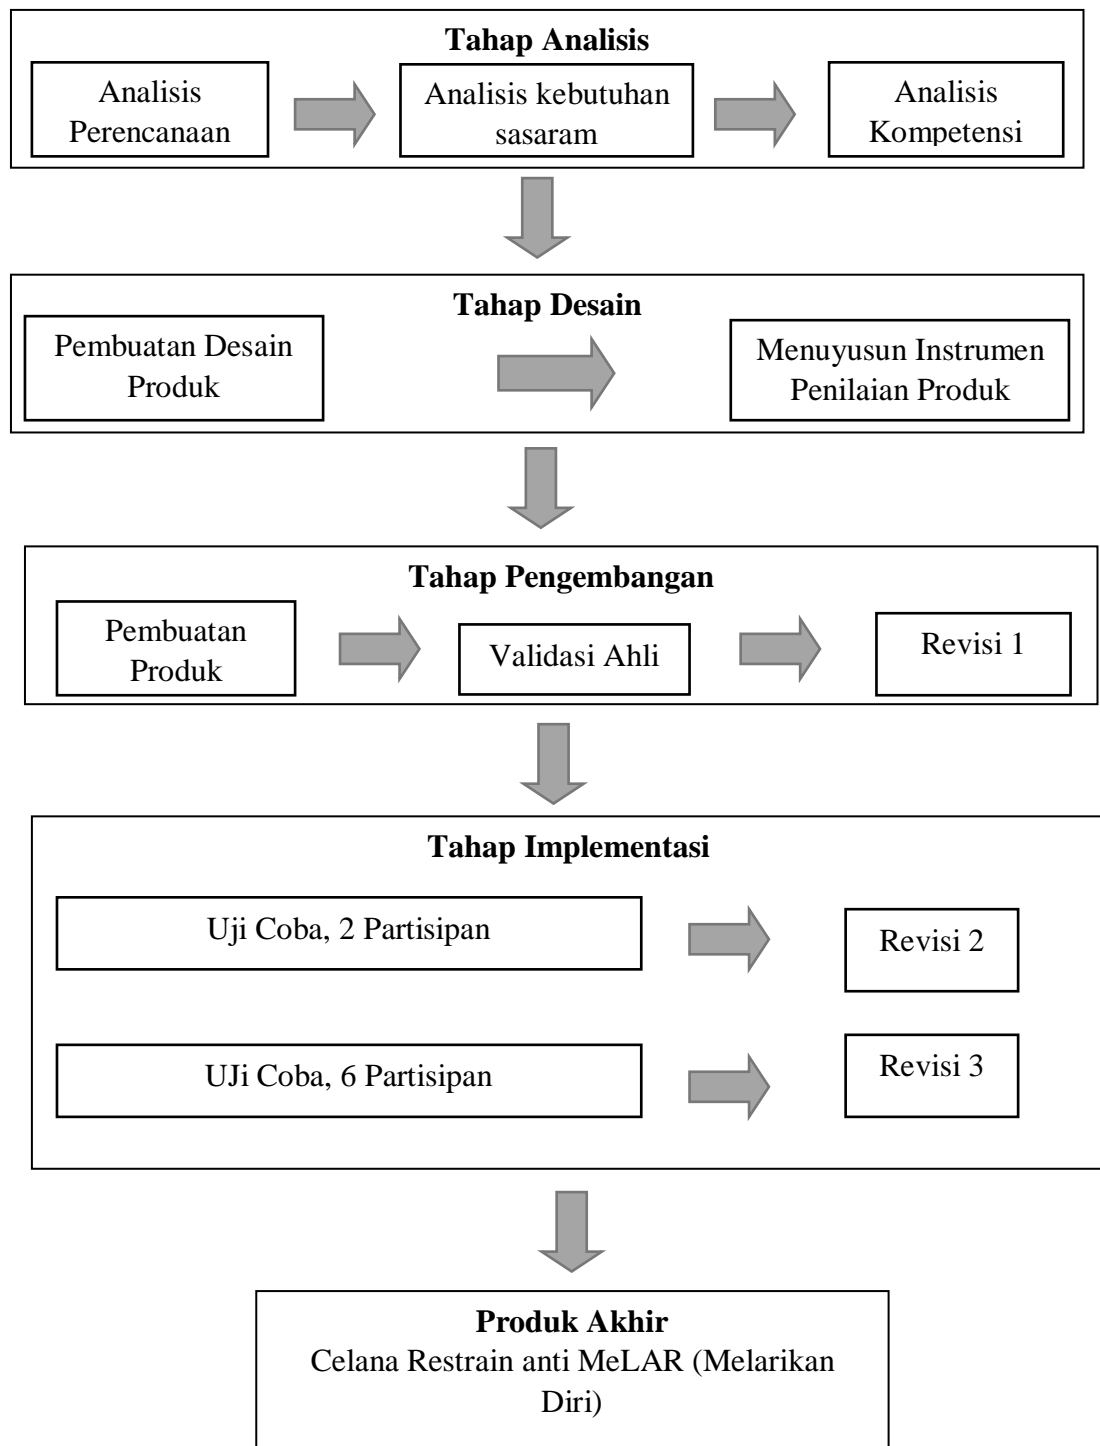 Tahap Analisis
Analisis
Perencanaan
Analisis kebutuhan
sasaram
Analisis
Kompetensi
Tahap Desain
Pembuatan Desain
Produk
Menuyusun Instrumen
Penilaian Produk
Tahap Pengembangan
Pembuatan
Produk
Validasi Ahli
Revisi 1
Tahap Implementasi
Uji Coba, 2 Partisipan
Revisi 2
UJi Coba, 6 Partisipan
Revisi 3
Produk Akhir
Celana Restrain anti MeLAR (Melarikan
Diri)